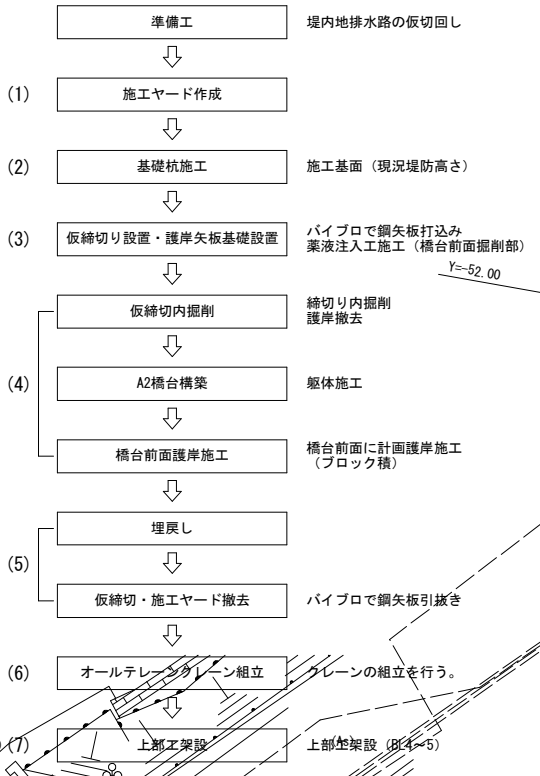 準備工 堤内地排水路の仮切回し
(1) 施工ヤード作成
(2) 基礎杭施工 施工基面（現況堤防高さ）
(3) 仮締切り設置・護岸矢板基礎設置 バイブロで鋼矢板打込み
薬液注入工施工（橋台前面掘削部）
Y=-52.00
仮締切内掘削 締切り内掘削
護岸撤去
(4) A2橋台構築 躯体施工
橋台前面護岸施工 橋台前面に計画護岸施工
（ブロック積）
埋戻し
(5)
仮締切・施工ヤード撤去 バイブロで鋼矢板引抜き
(6) オールテレーンクレーン組立 クレーンの組立を行う。
(7) 上部工架設 上部工架設（BL4～5）